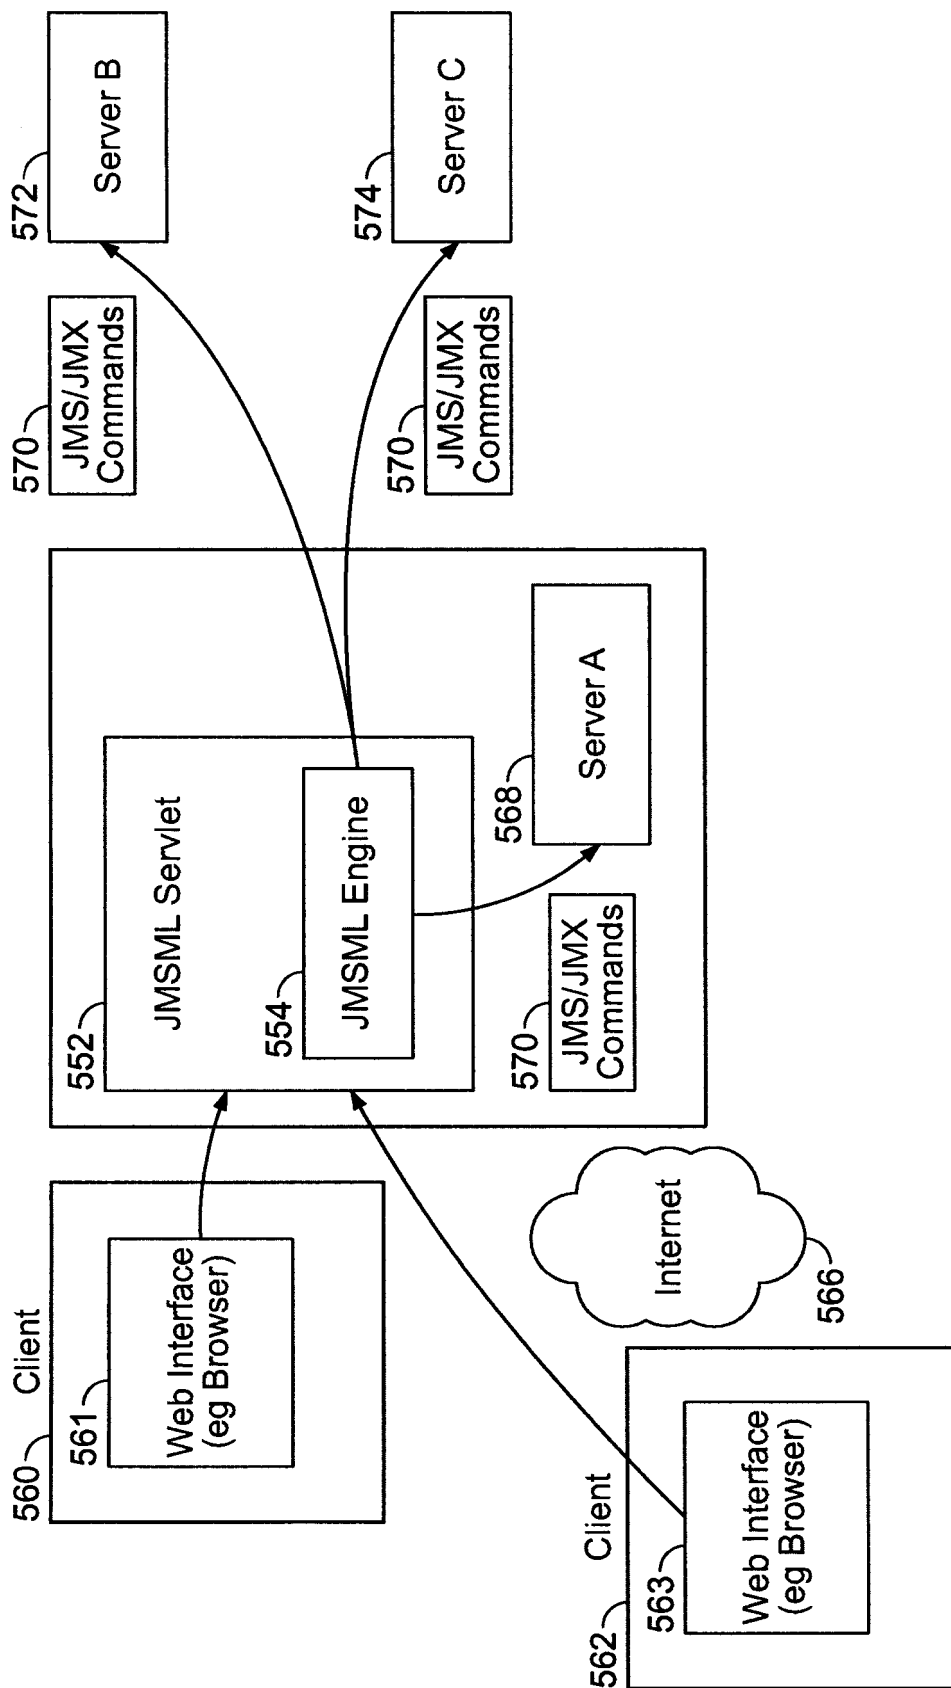 Client
560
561
Web Interface
(eg Browser)
Client
562
563
Web Interface
(eg Browser)
Internet
566
552
JMSML Servlet
554
JMSML Engine
568
Server A
570
JMS/JMX
Commands
570
JMS/JMX
Commands
572
Server B
570
JMS/JMX
Commands
574
Server C